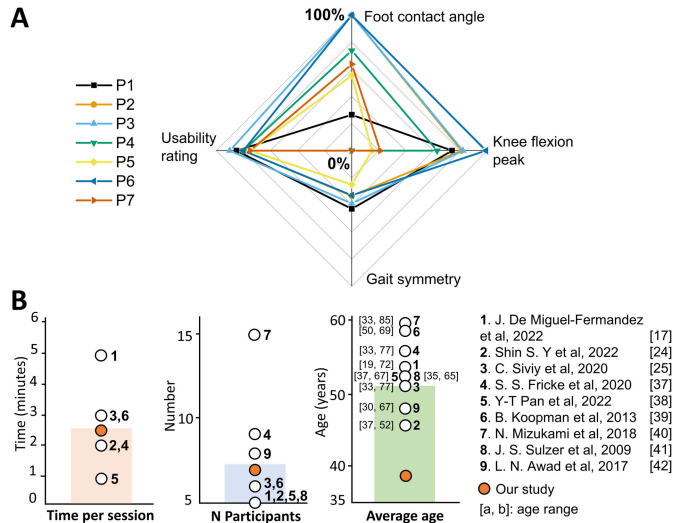 A
100%
Foot contact angle
P1
P2
P3
P4
P5
P6
P7
Usability
rating
Knee flexion
peak
0%
Gait symmetry
B
Time (minutes)
6
5
4
3
2
1
0
1
3,6
2,4
5
Time per session
Number
15
10
5
7
4
9
3,6
1,2,5,8
N Participants
Age (years)
60
50
40
35
[33, 85] 7
[50, 69] 6
[33, 77] 4
[19, 72] 1
[37, 67] 5 8 [35, 65]
[33, 77] 3
[30, 67] 9
[37, 52] 2
Average age
1. J. De Miguel-Fernandez
et al, 2022 [17]
2. Shin S. Y et al, 2022 [24]
3. C. Siviy et al, 2020 [25]
4. S. S. Fricke et al, 2020 [37]
5. Y-T Pan et al, 2022 [38]
6. B. Koopman et al, 2013 [39]
7. N. Mizukami et al, 2018 [40]
8. J. S. Sulzer et al, 2009 [41]
9. L. N. Awad et al, 2017 [42]
Our study
[a, b]: age range